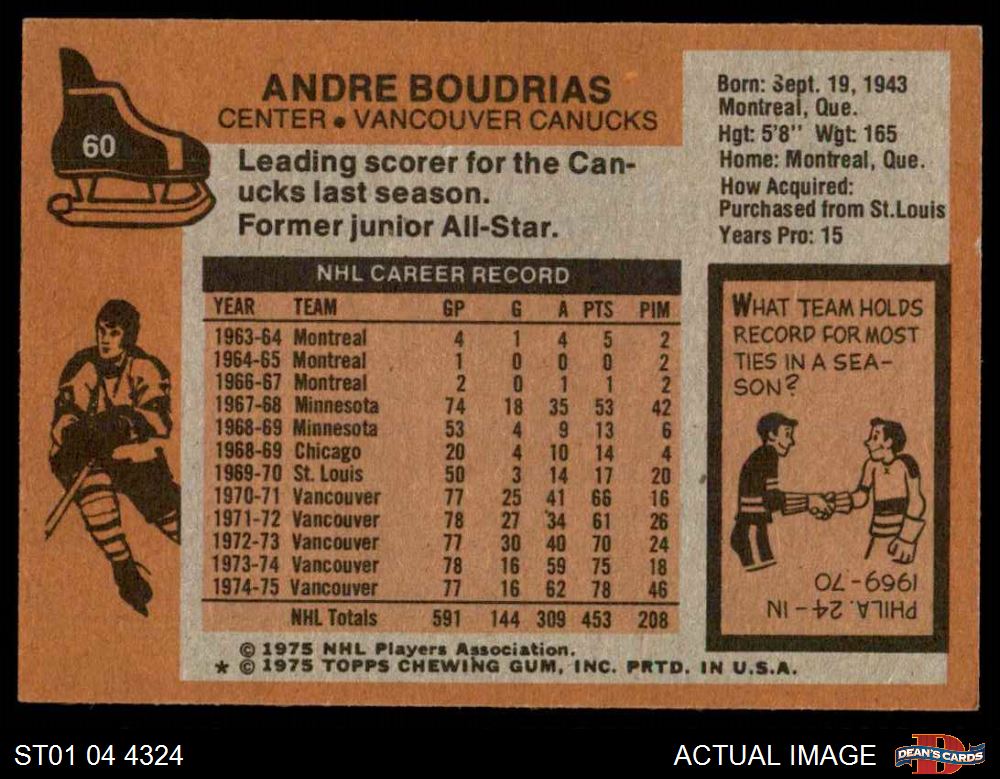 60
ANDRE BOUDRIAS
CENTER • VANCOUVER CANUCKS
Leading scorer for the Can-
ucks last season.
Former junior All-Star.
Born: Sept. 19, 1943
Montreal, Que.
Hgt: 5'8'' Wgt: 165
Home: Montreal, Que.
How Acquired:
Purchased from St.Louis
Years Pro: 15
NHL CAREER RECORD
YEAR TEAM GP G A PTS PIM
1963-64 Montreal 4 1 4 5 2
1964-65 Montreal 1 0 0 0 2
1966-67 Montreal 2 0 1 1 2
1967-68 Minnesota 74 18 35 53 42
1968-69 Minnesota 53 4 9 13 6
1968-69 Chicago 20 4 10 14 4
1969-70 St. Louis 50 3 14 17 20
1970-71 Vancouver 77 25 41 66 16
1971-72 Vancouver 78 27 34 61 26
1972-73 Vancouver 77 30 40 70 24
1973-74 Vancouver 78 16 59 75 18
1974-75 Vancouver 77 16 62 78 46
NHL Totals 591 144 309 453 208
WHAT TEAM HOLDS
RECORD FOR MOST
TIES IN A SEA-
SON?
PHILA. 24 - IN
1969 - 70
© 1975 NHL Players Association.
* © 1975 TOPPS CHEWING GUM, INC. PRTD. IN U.S.A.
ST01 04 4324
ACTUAL IMAGE
D
DEAN'S CARDS